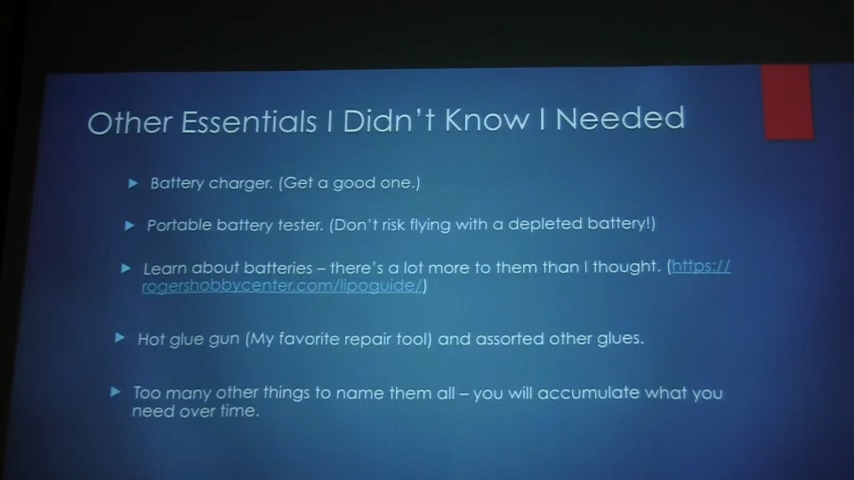 Other Essentials I Didn't Know I Needed
Battery charger. (Get a good one.)
Portable battery tester. (Don't risk flying with a depleted battery!)
Learn about batteries – there's a lot more to them than I thought. (https://
rogershobbycenter.com/lipoguide/)
Hot glue gun (My favorite repair tool) and assorted other glues.
Too many other things to name them all – you will accumulate what you
need over time.